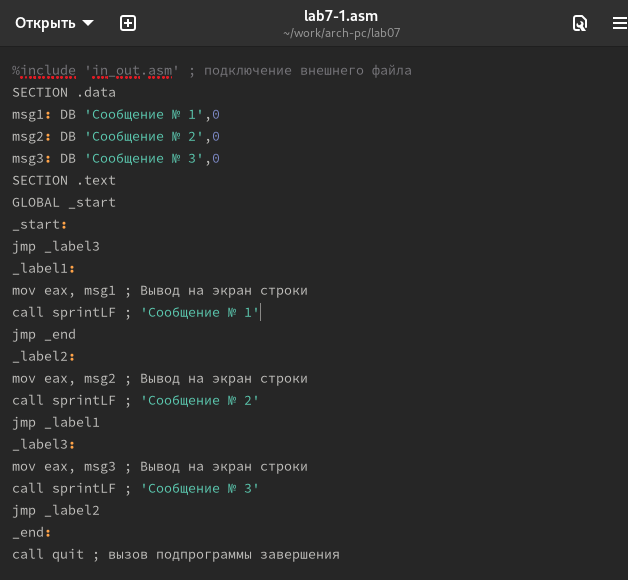 Открыть
lab7-1.asm
~/work/arch-pc/lab07
%include 'in_out.asm' ; подключение внешнего файла
SECTION .data
msg1: DB 'Сообщение № 1',0
msg2: DB 'Сообщение № 2',0
msg3: DB 'Сообщение № 3',0
SECTION .text
GLOBAL _start
_start:
jmp _label3
_label1:
mov eax, msg1 ; Вывод на экран строки
call sprintLF ; 'Сообщение № 1'
jmp _end
_label2:
mov eax, msg2 ; Вывод на экран строки
call sprintLF ; 'Сообщение № 2'
jmp _label1
_label3:
mov eax, msg3 ; Вывод на экран строки
call sprintLF ; 'Сообщение № 3'
jmp _label2
_end:
call quit ; вызов подпрограммы завершения